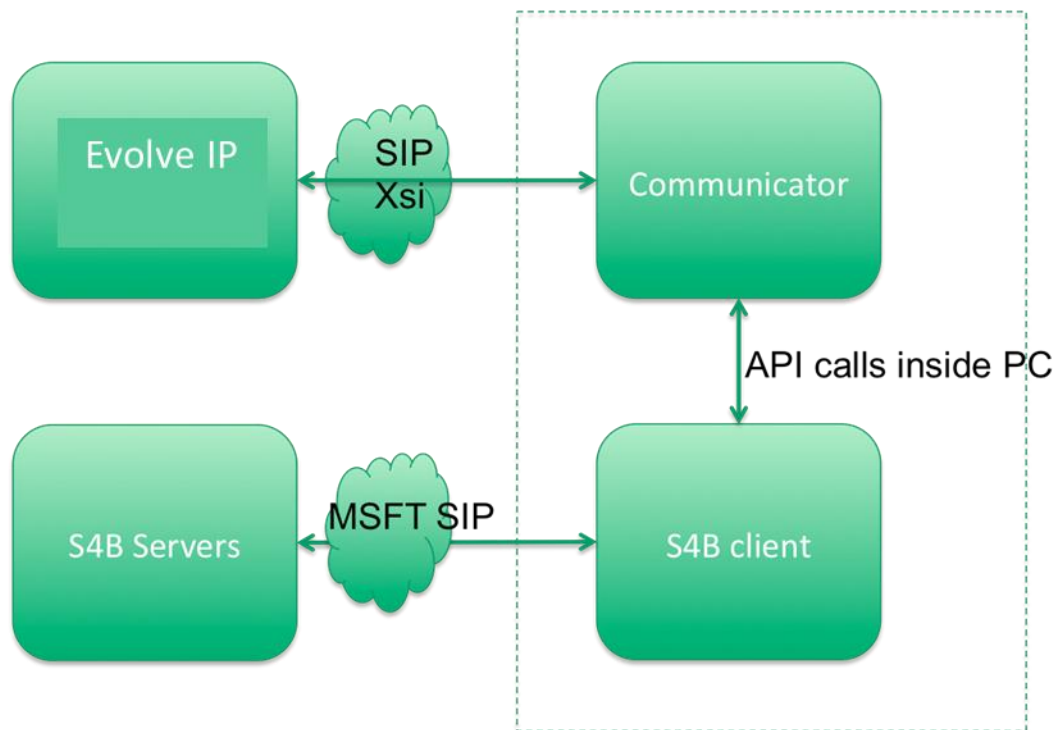 Evolve IP
SIP
Xsi
Communicator
API calls inside PC
S4B Servers
MSFT SIP
S4B client